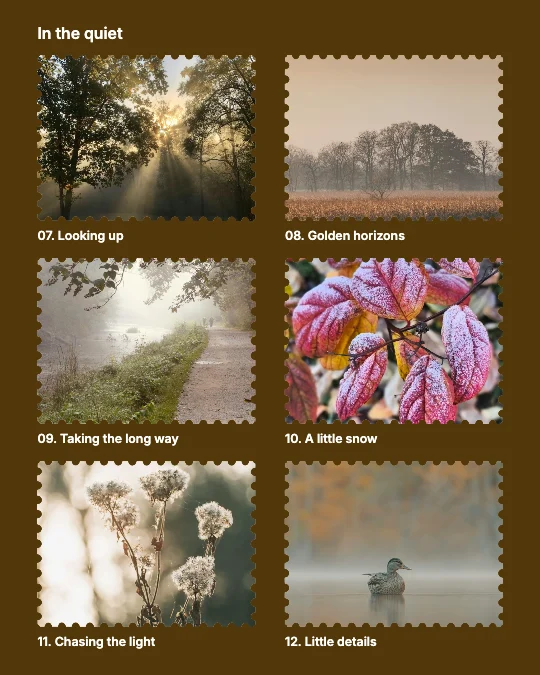 In the quiet
07. Looking up
08. Golden horizons
09. Taking the long way
10. A little snow
11. Chasing the light
12. Little details